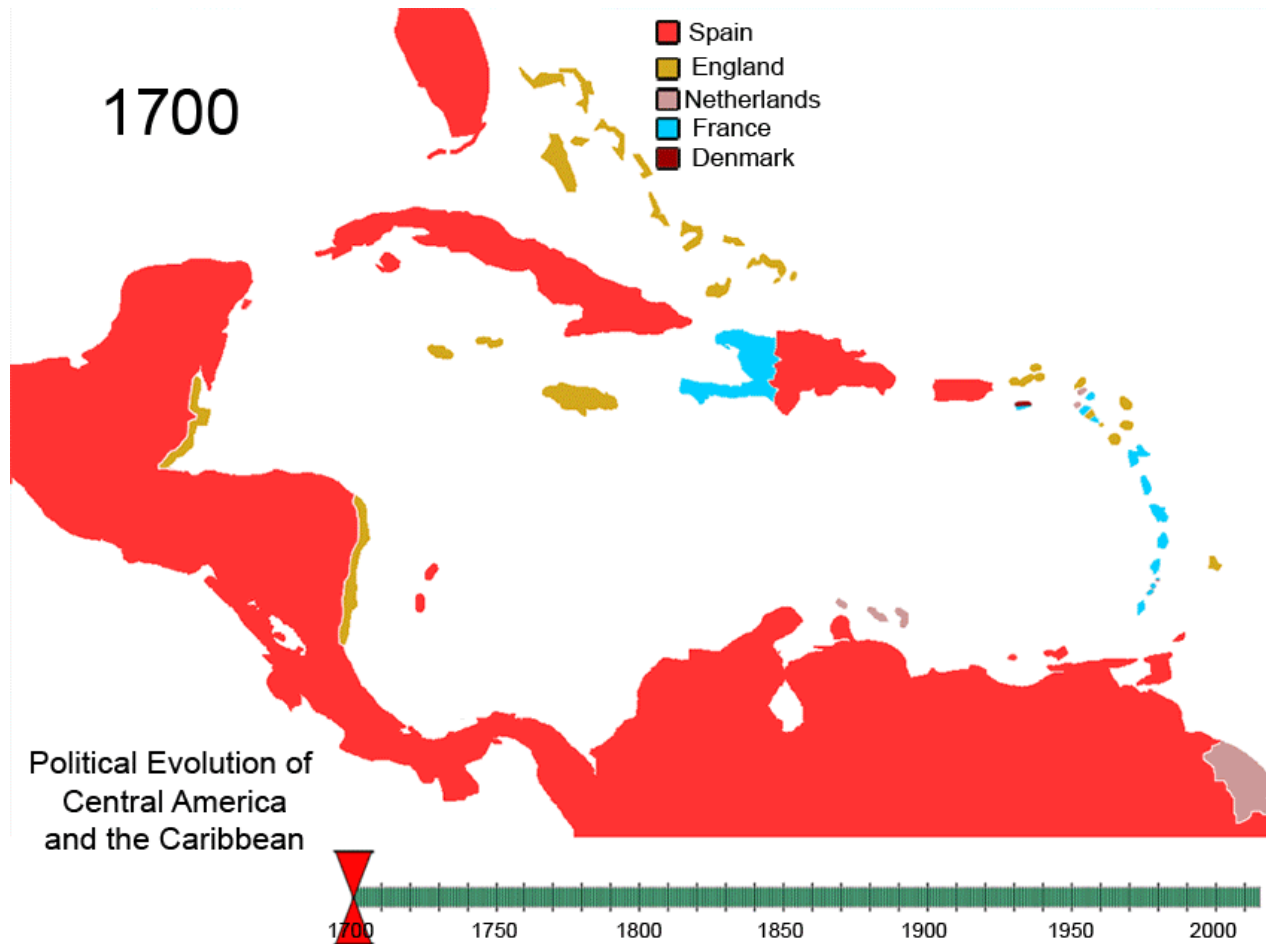 1700
Spain
England
Netherlands
France
Denmark
Political Evolution of
Central America
and the Caribbean
1700 1750 1800 1850 1900 1950 2000